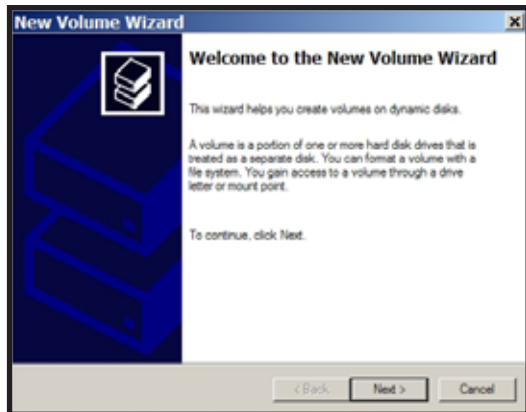 New Volume Wizard
Welcome to the New Volume Wizard
This wizard helps you create volumes on dynamic disks.
A volume is a portion of one or more hard disk drives that is
treated as a separate disk. You can format a volume with a
file system. You gain access to a volume through a drive
letter or mount point.
To continue, click Next.
< Back
Next >
Cancel